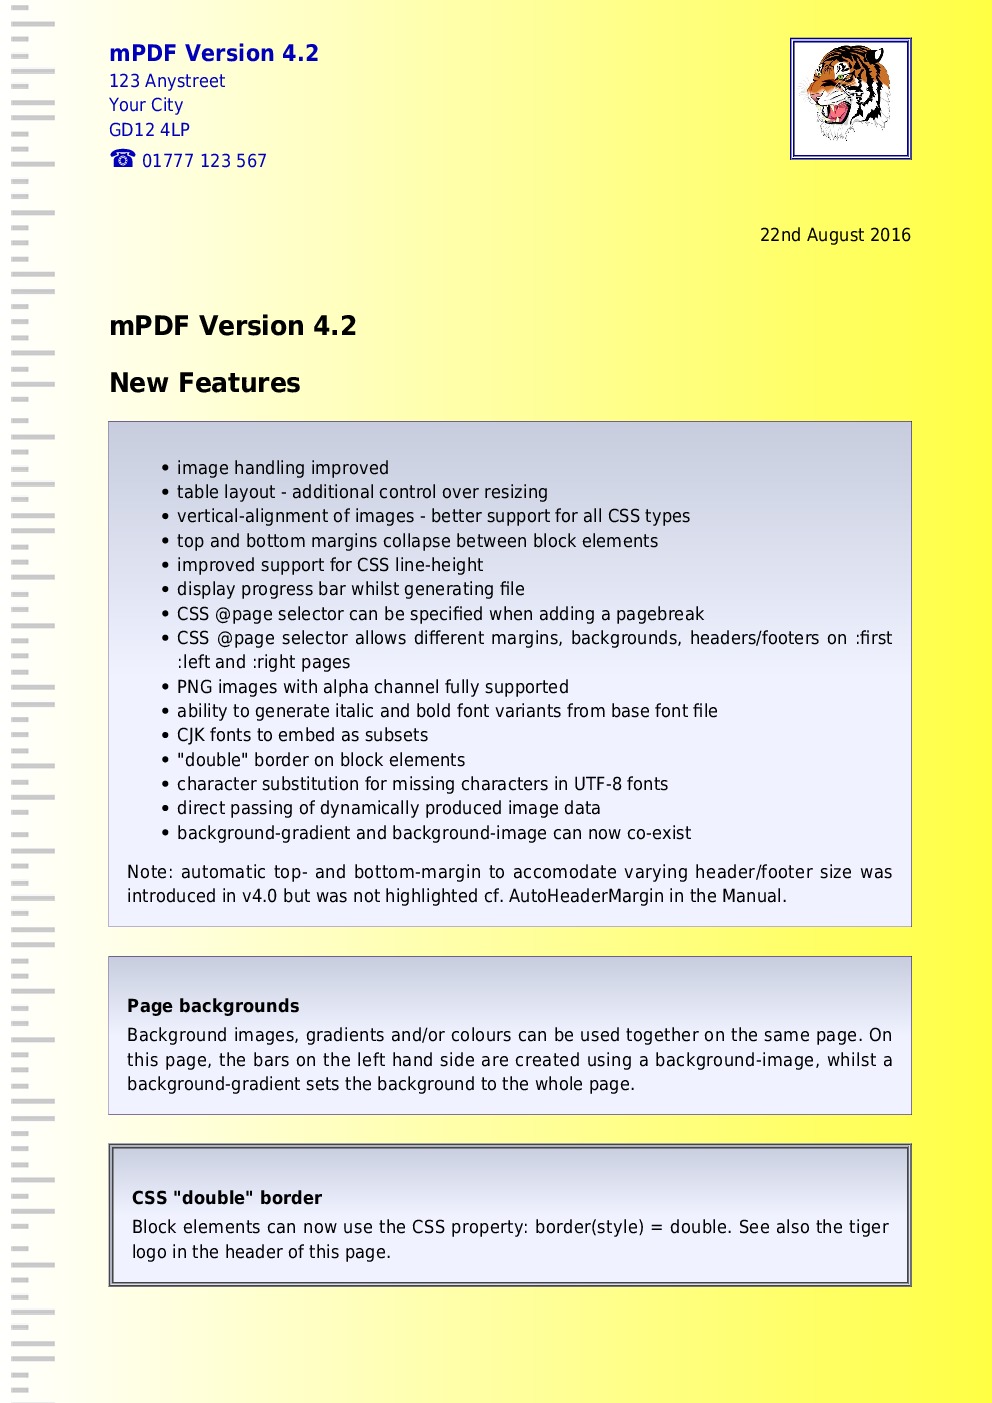 mPDF Version 4.2
123 Anystreet
Your City
GD12 4LP
☎ 01777 123 567
22nd August 2016
mPDF Version 4.2
New Features
• image handling improved
• table layout - additional control over resizing
• vertical-alignment of images - better support for all CSS types
• top and bottom margins collapse between block elements
• improved support for CSS line-height
• display progress bar whilst generating file
• CSS @page selector can be specified when adding a pagebreak
• CSS @page selector allows different margins, backgrounds, headers/footers on :first
:left and :right pages
• PNG images with alpha channel fully supported
• ability to generate italic and bold font variants from base font file
• CJK fonts to embed as subsets
• "double" border on block elements
• character substitution for missing characters in UTF-8 fonts
• direct passing of dynamically produced image data
• background-gradient and background-image can now co-exist
Note: automatic top- and bottom-margin to accomodate varying header/footer size was
introduced in v4.0 but was not highlighted cf. AutoHeaderMargin in the Manual.
Page backgrounds
Background images, gradients and/or colours can be used together on the same page. On
this page, the bars on the left hand side are created using a background-image, whilst a
background-gradient sets the background to the whole page.
CSS "double" border
Block elements can now use the CSS property: border(style) = double. See also the tiger
logo in the header of this page.